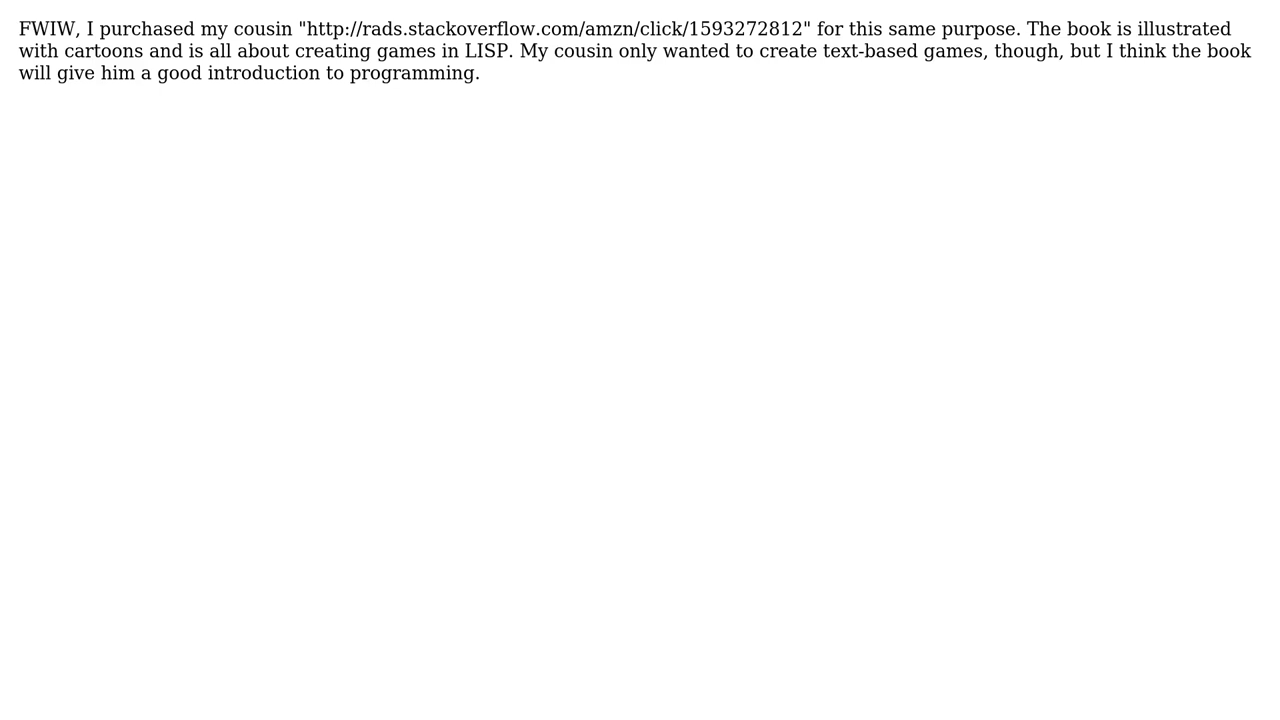 FWIW, I purchased my cousin "http://rads.stackoverflow.com/amzn/click/1593272812" for this same purpose. The book is illustrated
with cartoons and is all about creating games in LISP. My cousin only wanted to create text-based games, though, but I think the book
will give him a good introduction to programming.